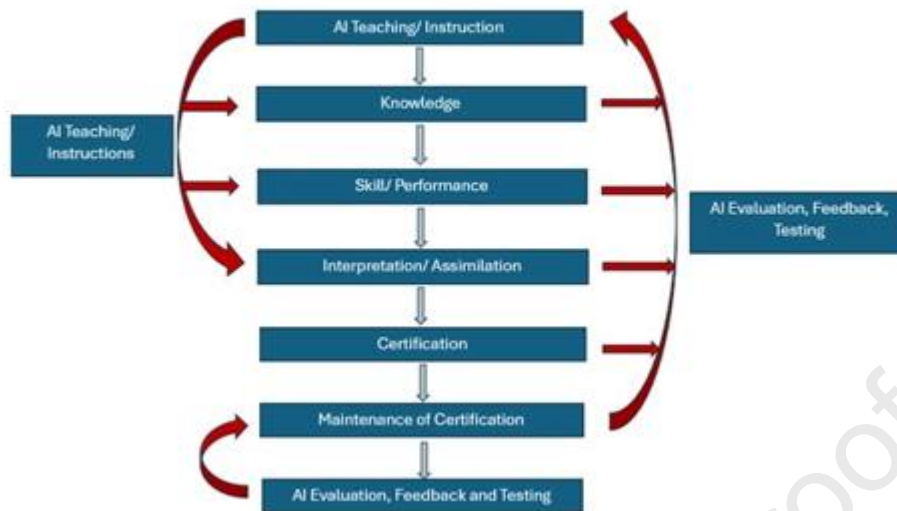 AI Teaching/ Instruction
Knowledge
AI Teaching/
Instructions
Skill/ Performance
AI Evaluation, Feedback,
Testing
Interpretation/ Assimilation
Certification
Maintenance of Certification
AI Evaluation, Feedback and Testing
roof